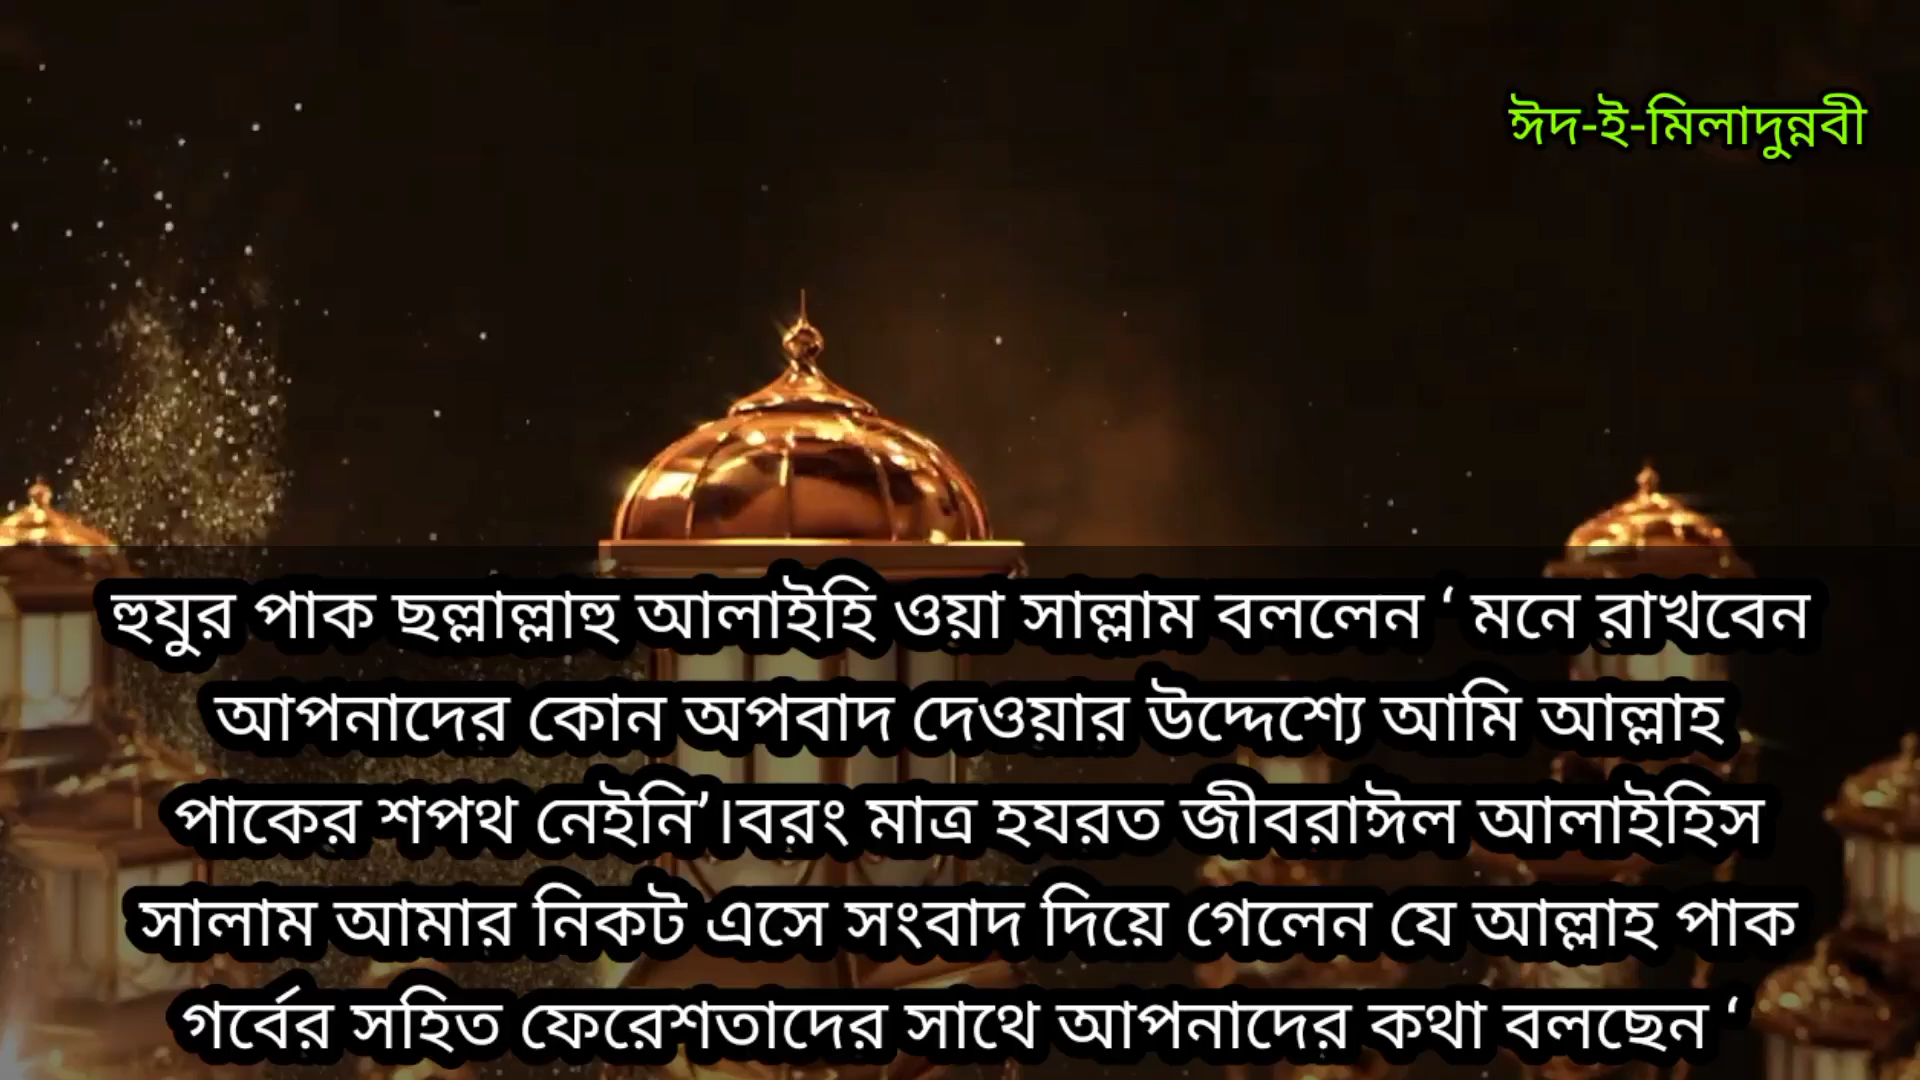 ঈদ-ই-মিলাদুন্নবী
হুযুর পাক ছল্লাল্লাহু আলাইহি ওয়া সাল্লাম বললেন ‘ মনে রাখবেন
আপনাদের কোন অপবাদ দেওয়ার উদ্দেশ্যে আমি আল্লাহ
পাকের শপথ নেইনি’।বরং মাত্র হযরত জীবরাঈল আলাইহিস
সালাম আমার নিকট এসে সংবাদ দিয়ে গেলেন যে আল্লাহ পাক
গর্বের সহিত ফেরেশতাদের সাথে আপনাদের কথা বলছেন ‘